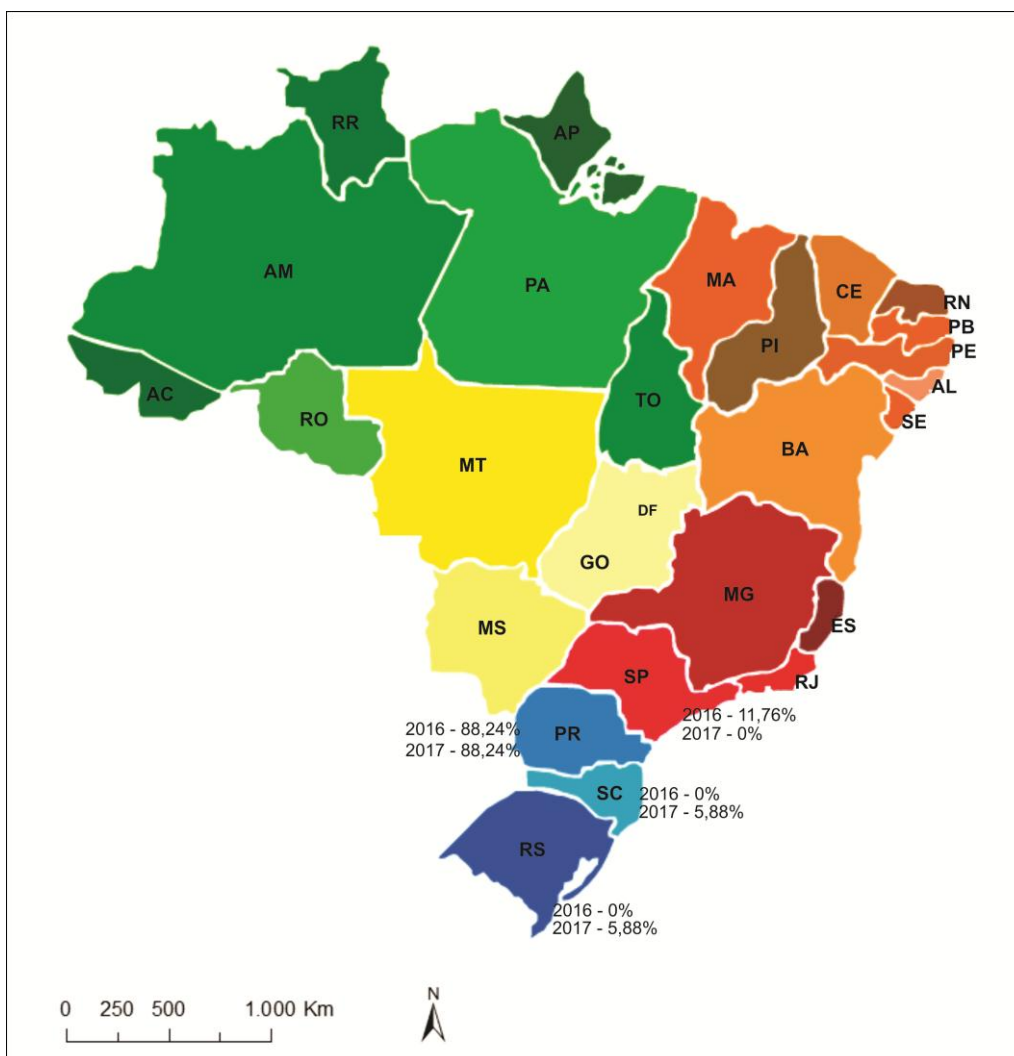 RR
AP
AM
PA
MA
CE
RN
PB
PI
PE
AC
AL
TO
RO
SE
BA
MT
DF
GO
MG
MS
ES
SP
RJ
2016 - 11,76%
2017 - 0%
2016 - 88,24%
2017 - 88,24%
PR
SC
2016 - 0%
2017 - 5,88%
RS
2016 - 0%
2017 - 5,88%
0 250 500 1.000 Km
N